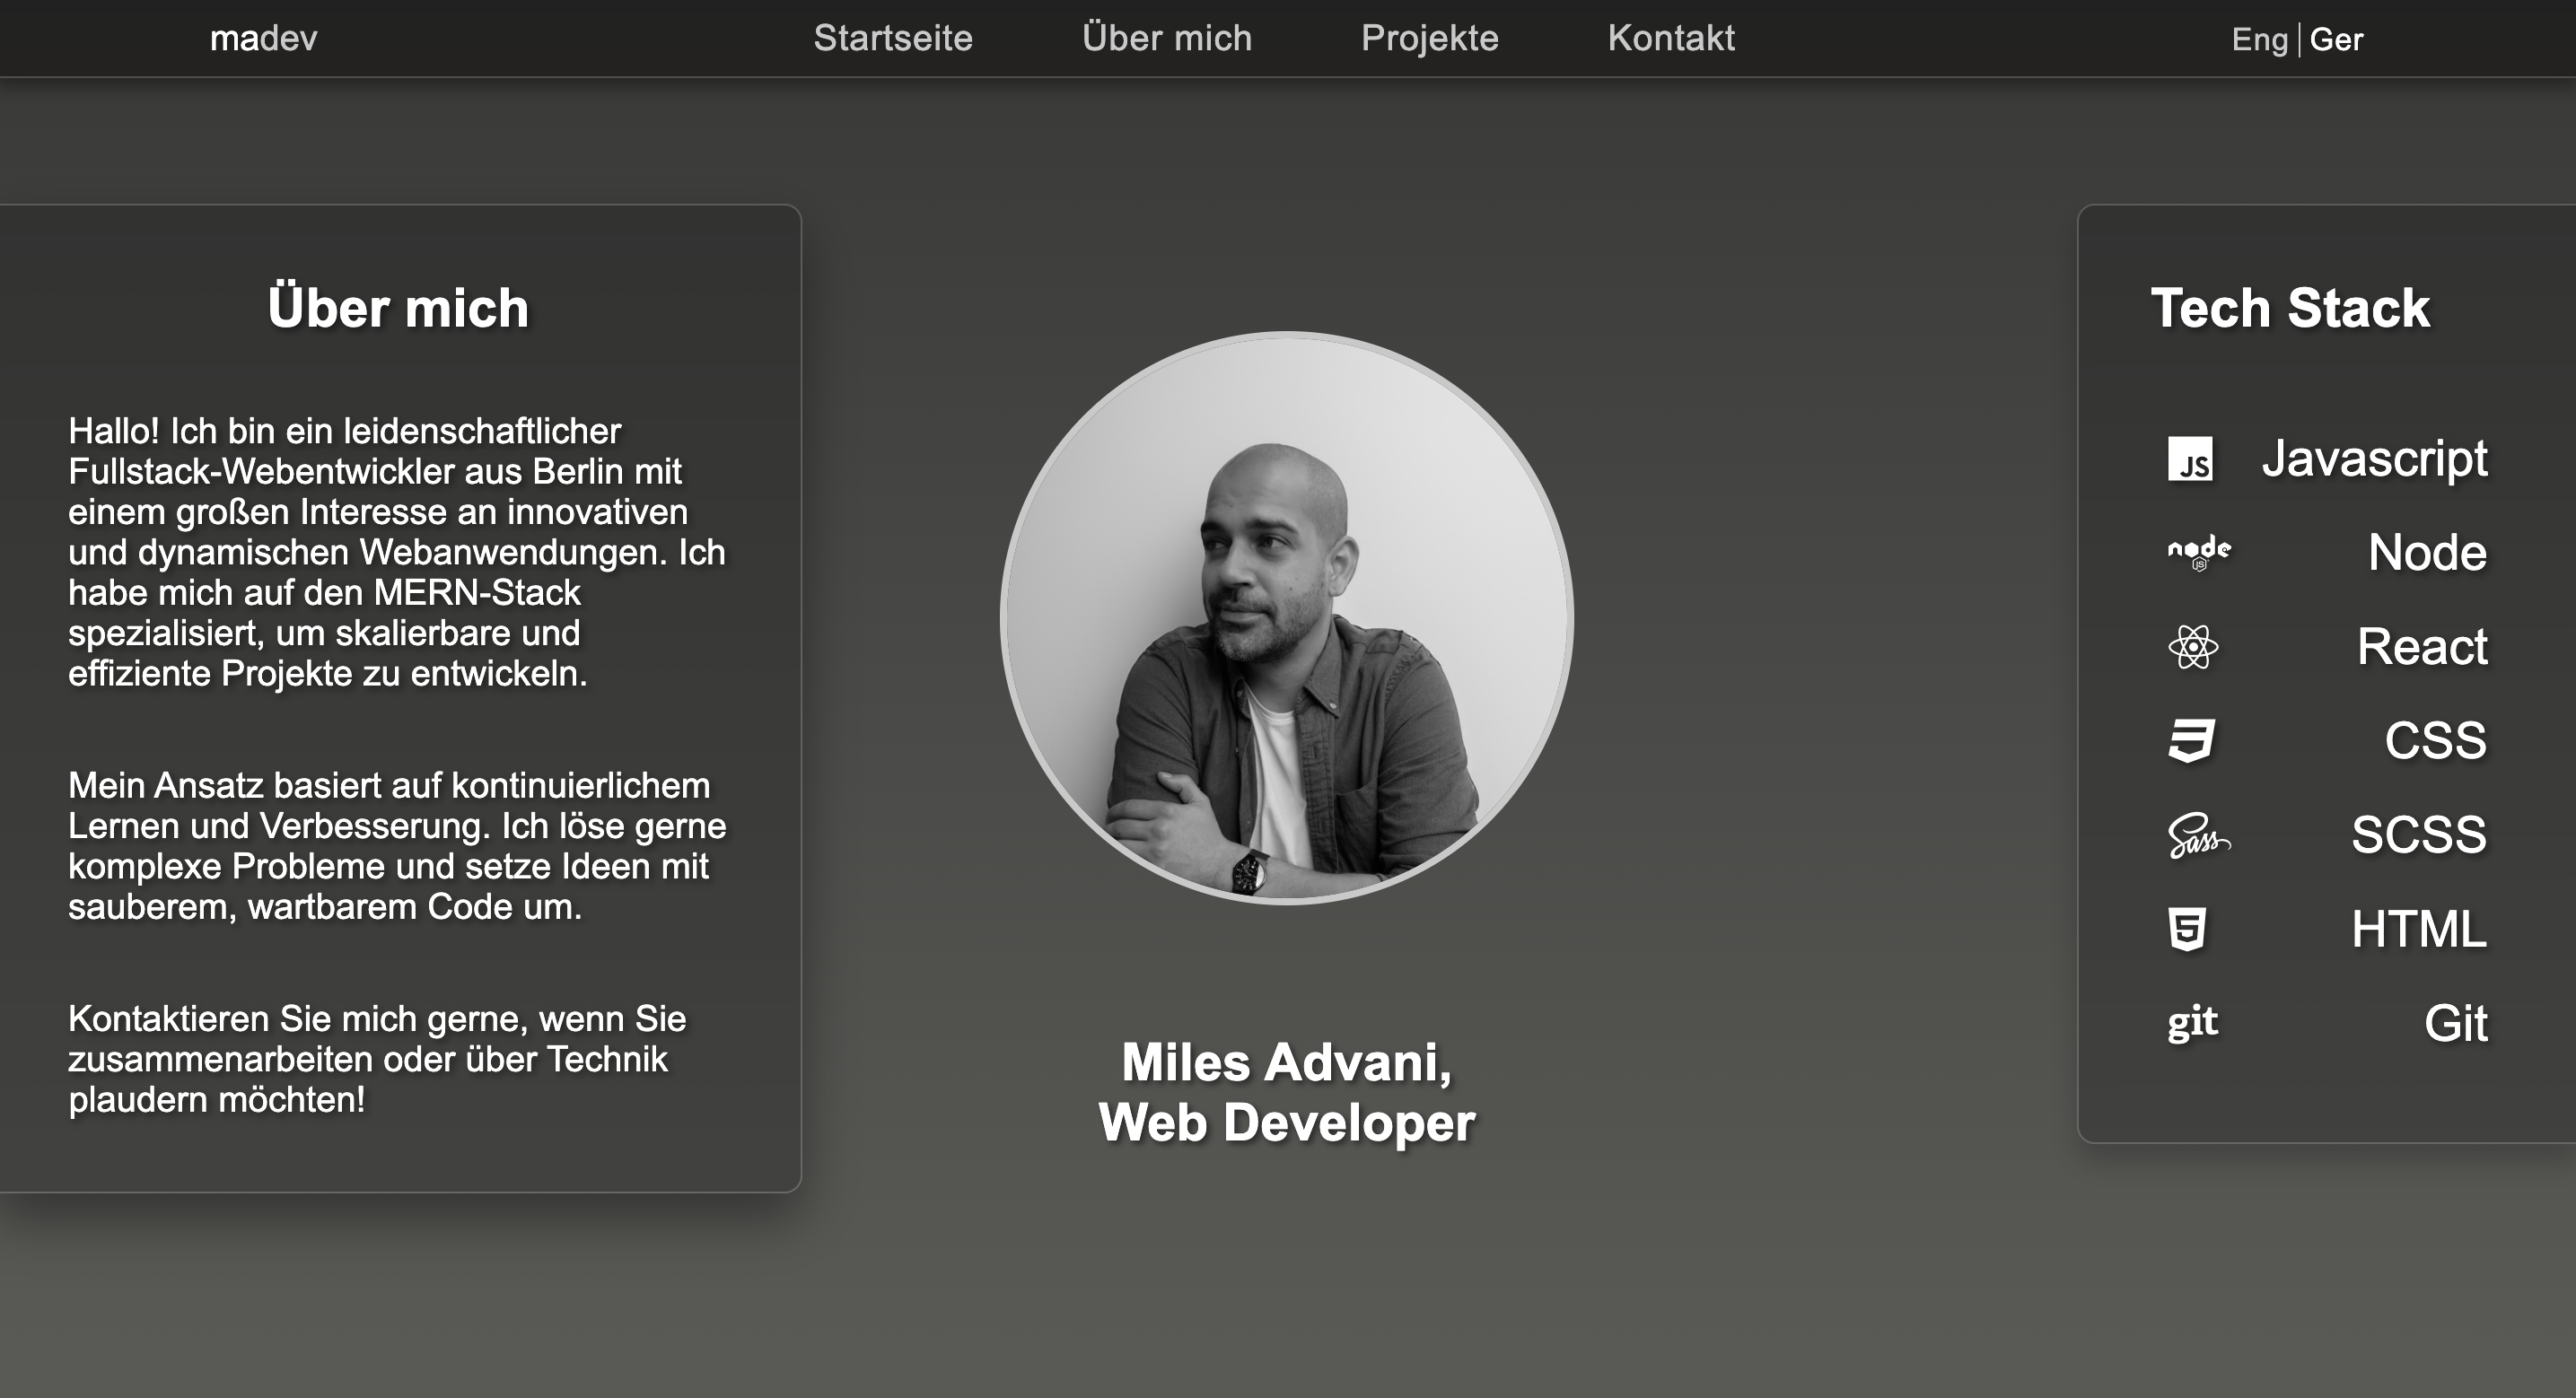 madev
Startseite
Über mich
Projekte
Kontakt
Eng | Ger
Über mich
Hallo! Ich bin ein leidenschaftlicher
Fullstack-Webentwickler aus Berlin mit
einem großen Interesse an innovativen
und dynamischen Webanwendungen. Ich
habe mich auf den MERN-Stack
spezialisiert, um skalierbare und
effiziente Projekte zu entwickeln.
Mein Ansatz basiert auf kontinuierlichem
Lernen und Verbesserung. Ich löse gerne
komplexe Probleme und setze Ideen mit
sauberem, wartbarem Code um.
Kontaktieren Sie mich gerne, wenn Sie
zusammenarbeiten oder über Technik
plaudern möchten!
Miles Advani,
Web Developer
Tech Stack
JS Javascript
node JS Node
React
3 CSS
Sass SCSS
5 HTML
git Git